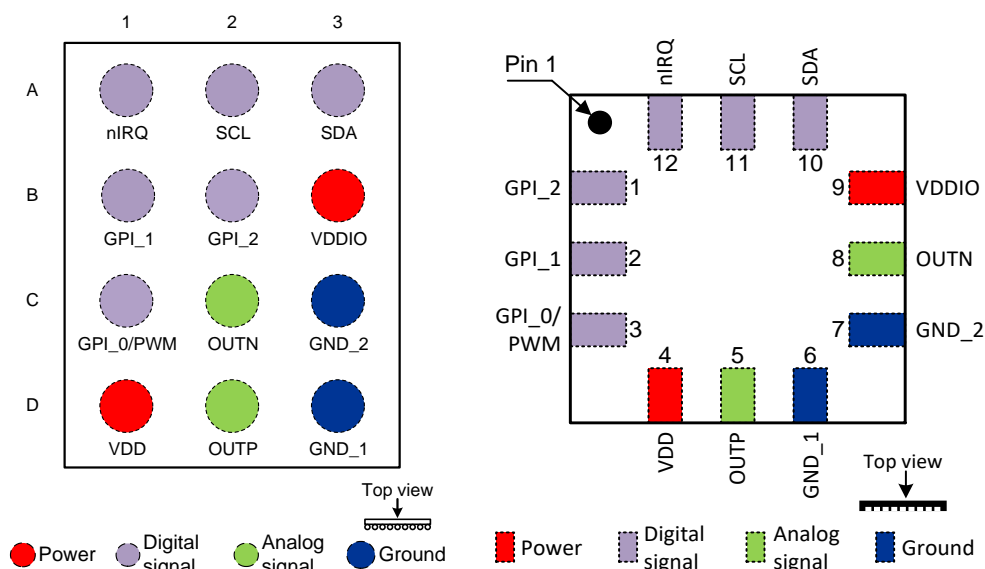 1 2 3
A
nIRQ SCL SDA
B
GPI_1 GPI_2 VDDIO
C
GPI_0/PWM OUTN GND_2
D
VDD OUTP GND_1
Top view
Power
Digital
signal
Analog
signal
Ground
Pin 1
nIRQ
SCL
SDA
12 11 10
GPI_2 1
9 VDDIO
GPI_1 2
8 OUTN
GPI_0/
PWM
3
7 GND_2
4 5 6
VDD
OUTP
GND_1
Top view
Power
Digital
signal
Analog
signal
Ground